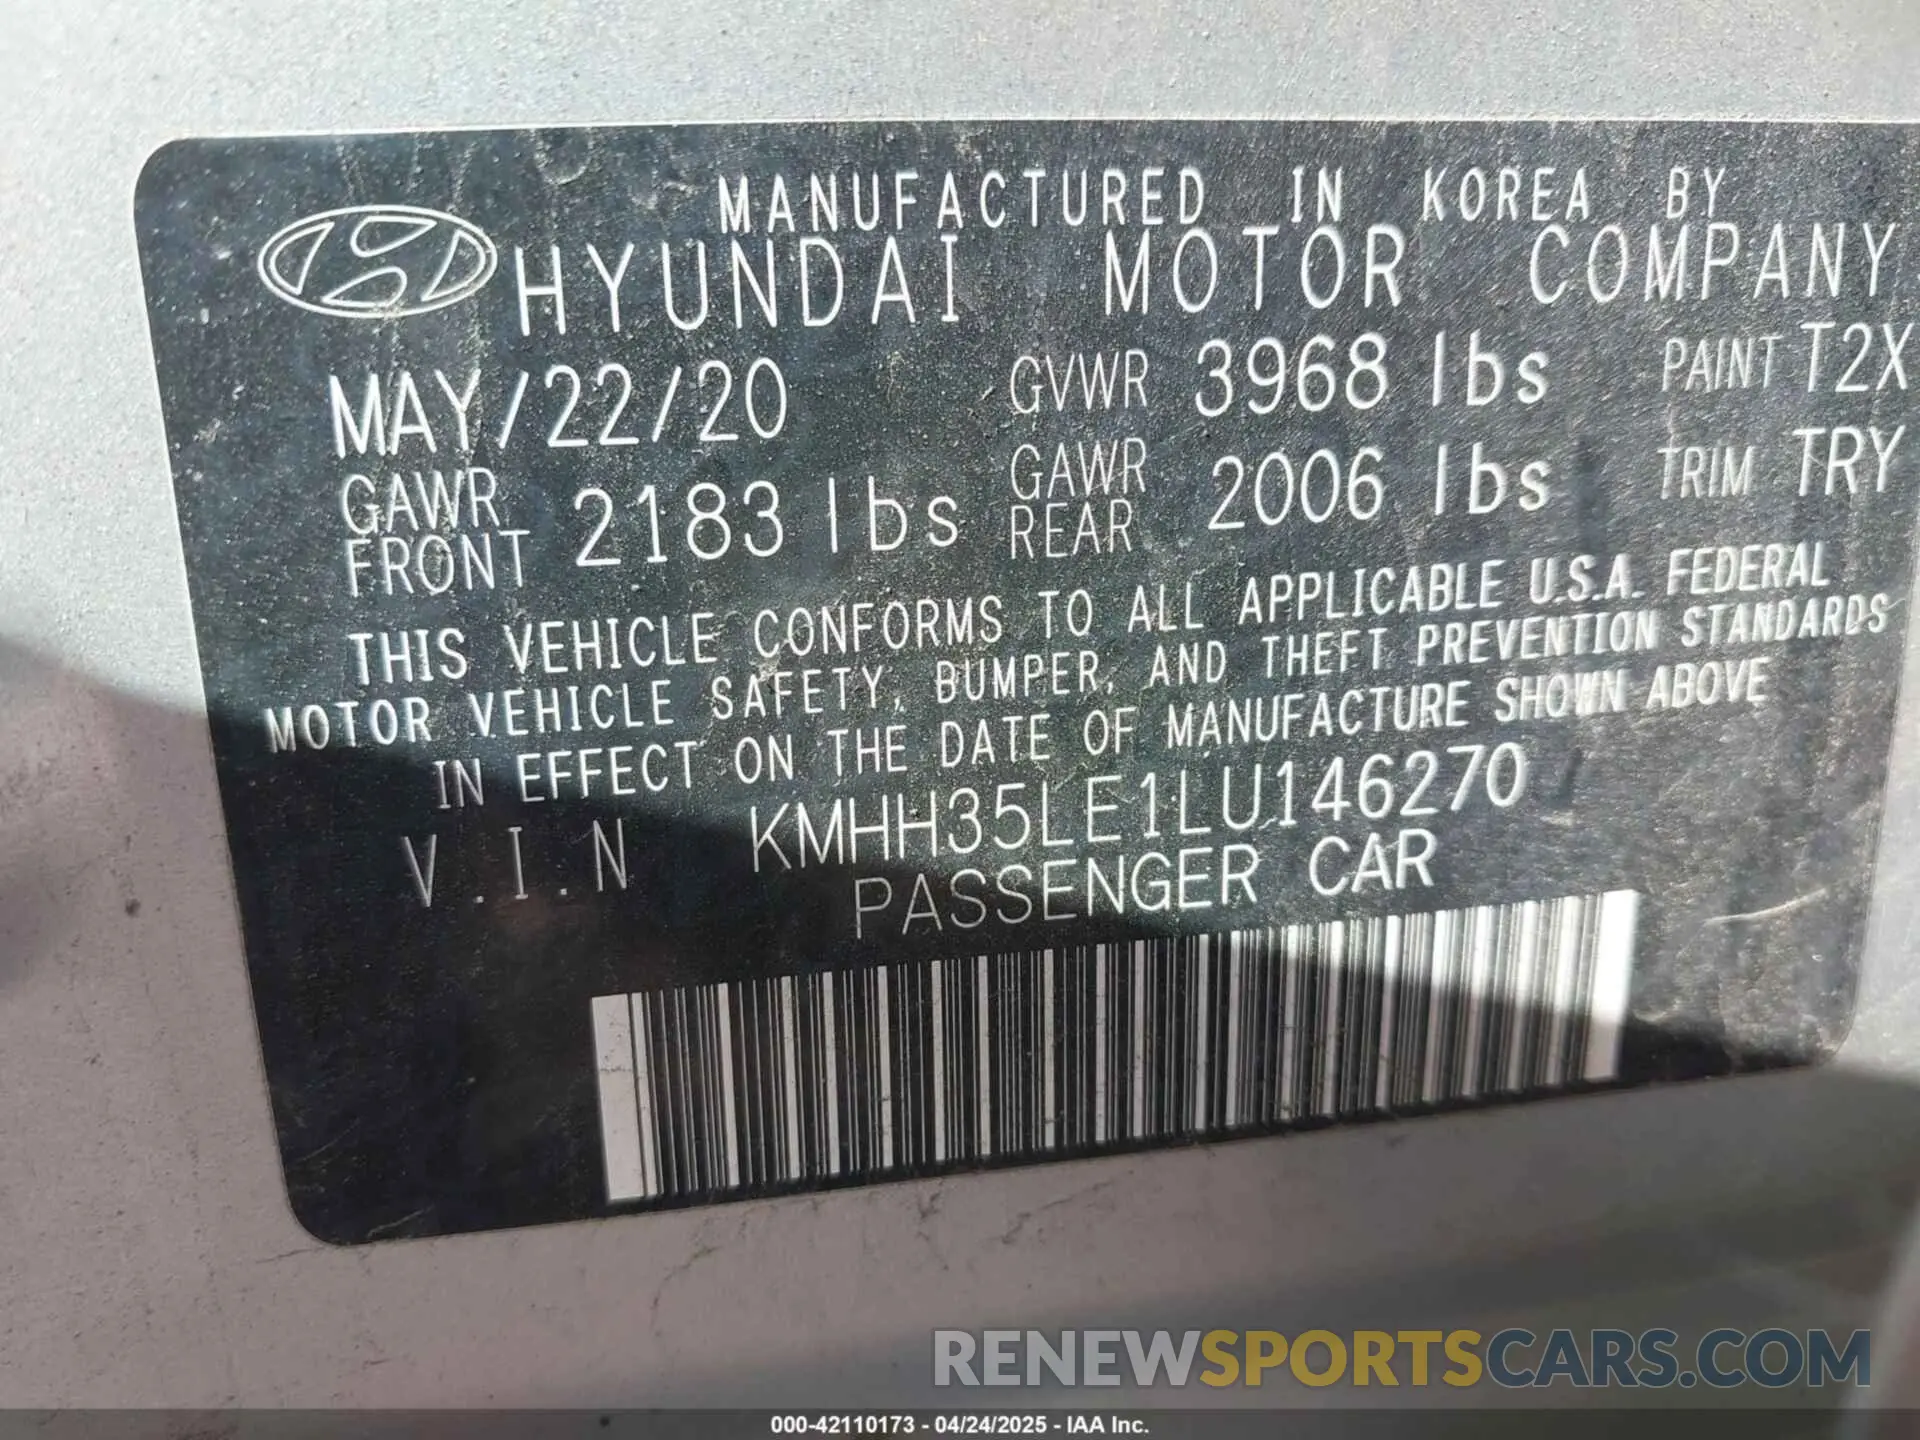 MANUFACTURED IN KOREA BY
HYUNDAI MOTOR COMPANY
MAY/22/20 GVWR 3968 lbs PAINT T2X
GAWR FRONT 2183 lbs GAWR REAR 2006 lbs TRIM TRY
THIS VEHICLE CONFORMS TO ALL APPLICABLE U.S.A. FEDERAL
MOTOR VEHICLE SAFETY, BUMPER, AND THEFT PREVENTION STANDARDS
IN EFFECT ON THE DATE OF MANUFACTURE SHOWN ABOVE
V.I.N KMHH35LE1LU146270
PASSENGER CAR
RENEWSPORTSCARS.COM
000-42110173 - 04/24/2025 - IAA Inc.